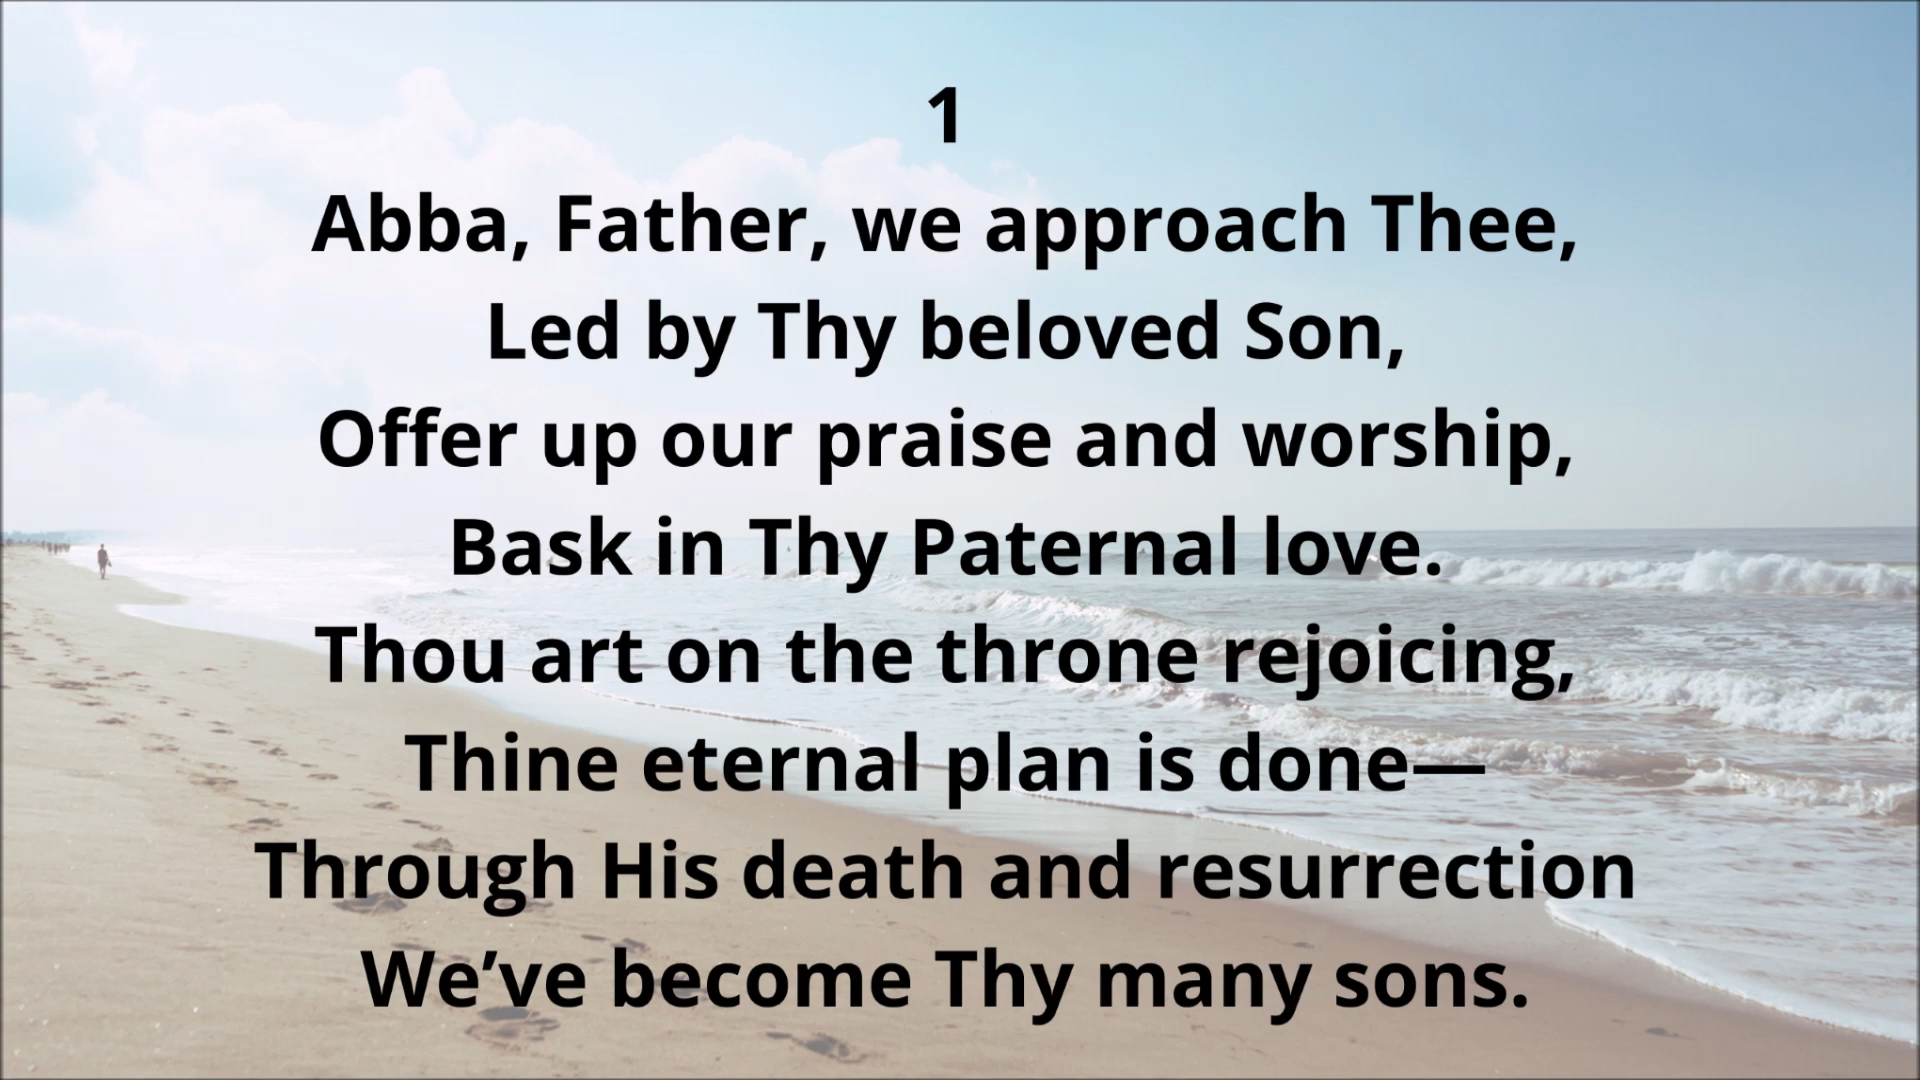 1
Abba, Father, we approach Thee,
Led by Thy beloved Son,
Offer up our praise and worship,
Bask in Thy Paternal love.
Thou art on the throne rejoicing,
Thine eternal plan is done—
Through His death and resurrection
We’ve become Thy many sons.